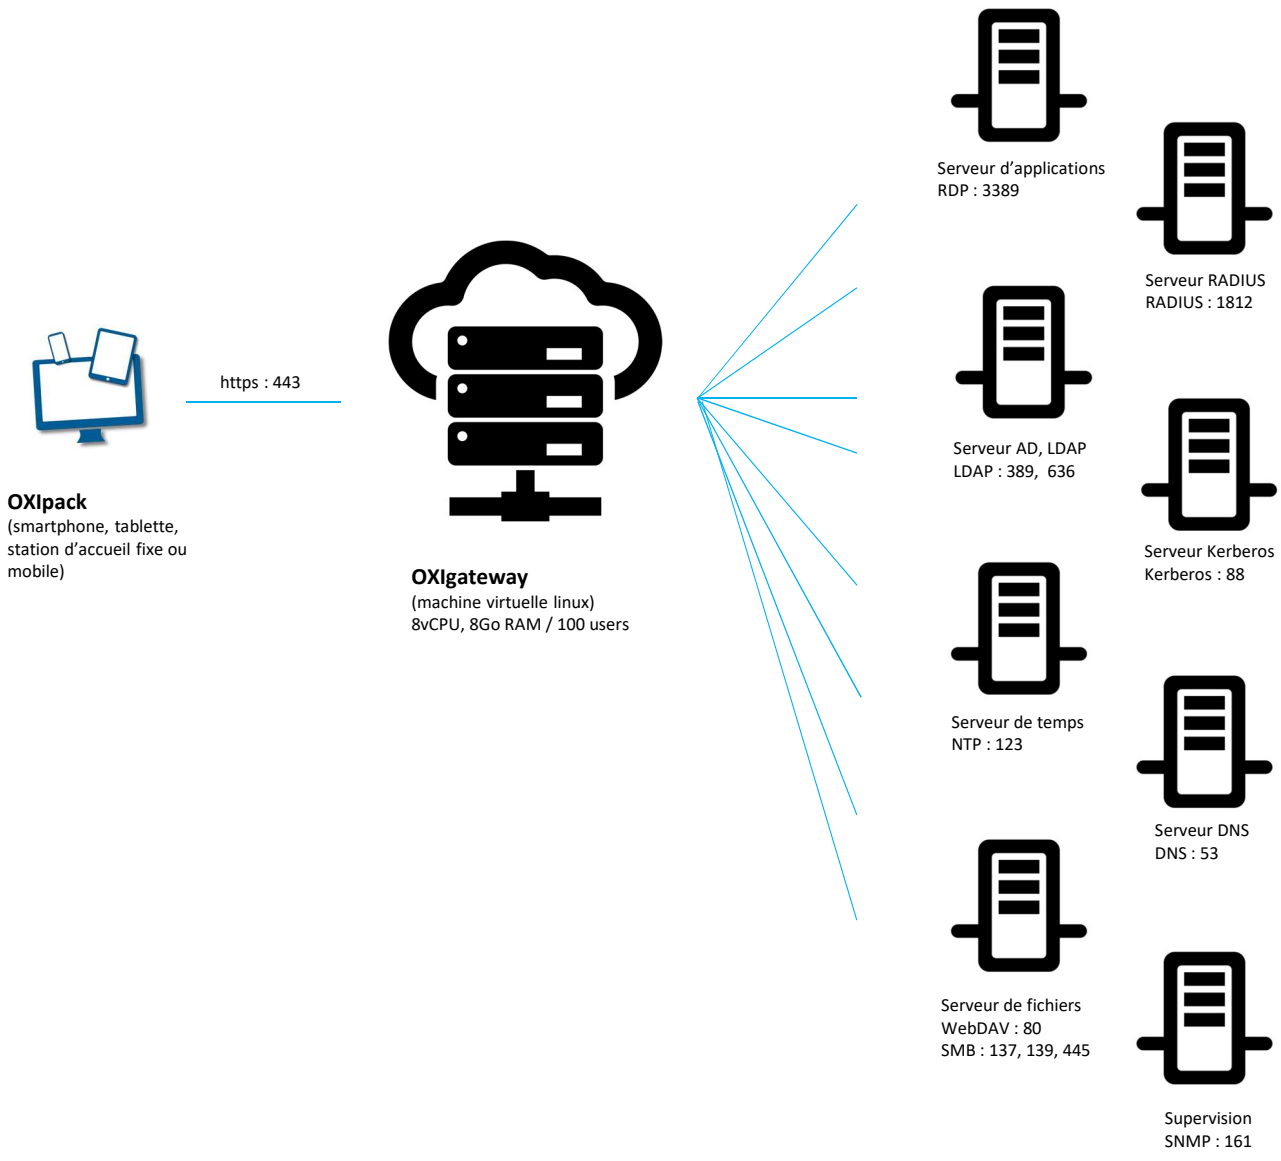 https : 443
OXIpack
(smartphone, tablette,
station d’accueil fixe ou
mobile)
OXIgateway
(machine virtuelle linux)
8vCPU, 8Go RAM / 100 users
Serveur d’applications
RDP : 3389
Serveur RADIUS
RADIUS : 1812
Serveur AD, LDAP
LDAP : 389, 636
Serveur Kerberos
Kerberos : 88
Serveur de temps
NTP : 123
Serveur DNS
DNS : 53
Serveur de fichiers
WebDAV : 80
SMB : 137, 139, 445
Supervision
SNMP : 161